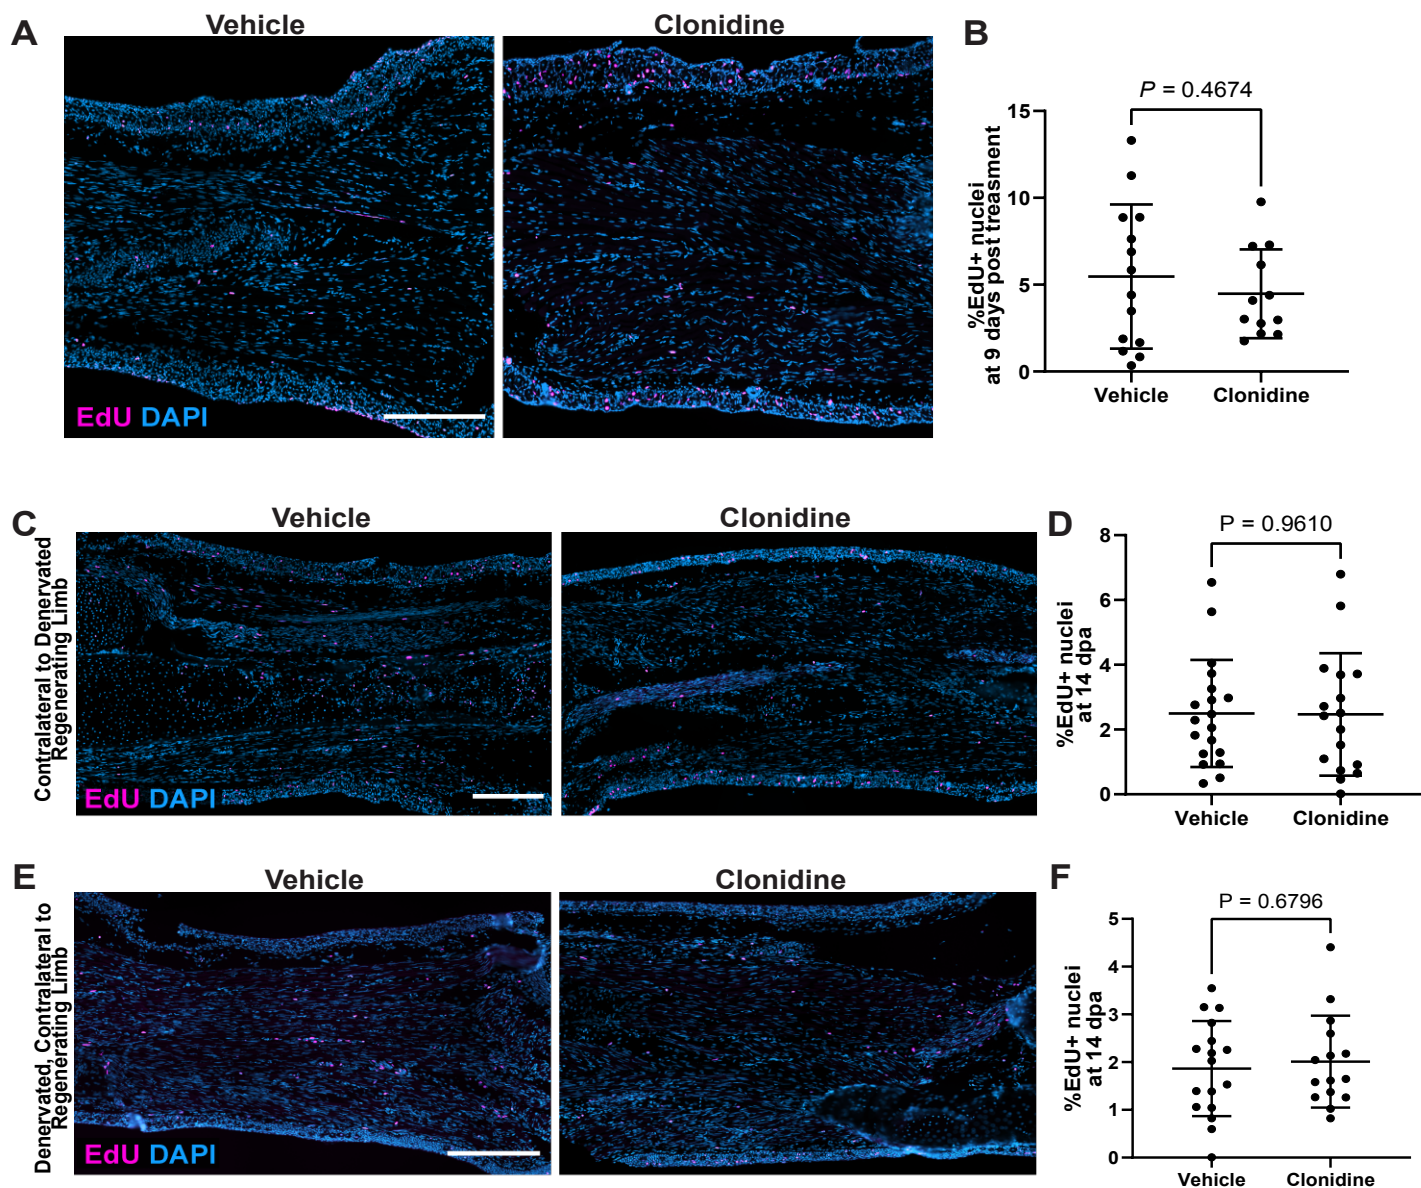 A
Vehicle
Clonidine
EdU DAPI
B
P = 0.4674
15
10
5
0
%EdU+ nuclei
at 9 days post treasment
Vehicle
Clonidine
C
Vehicle
Clonidine
Contralateral to Denervated
Regenerating Limb
EdU DAPI
D
P = 0.9610
8
6
4
2
0
%EdU+ nuclei
at 14 dpa
Vehicle
Clonidine
E
Vehicle
Clonidine
Denervated, Contralateral to
Regenerating Limb
EdU DAPI
F
P = 0.6796
5
4
3
2
1
0
%EdU+ nuclei
at 14 dpa
Vehicle
Clonidine